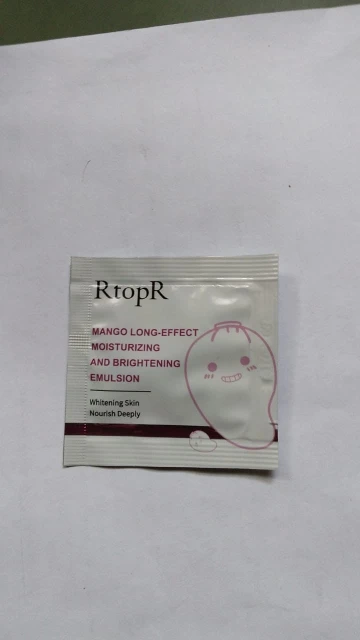 RtopR
MANGO LONG-EFFECT
MOISTURIZING
AND BRIGHTENING
EMULSION
Whitening Skin
Nourish Deeply